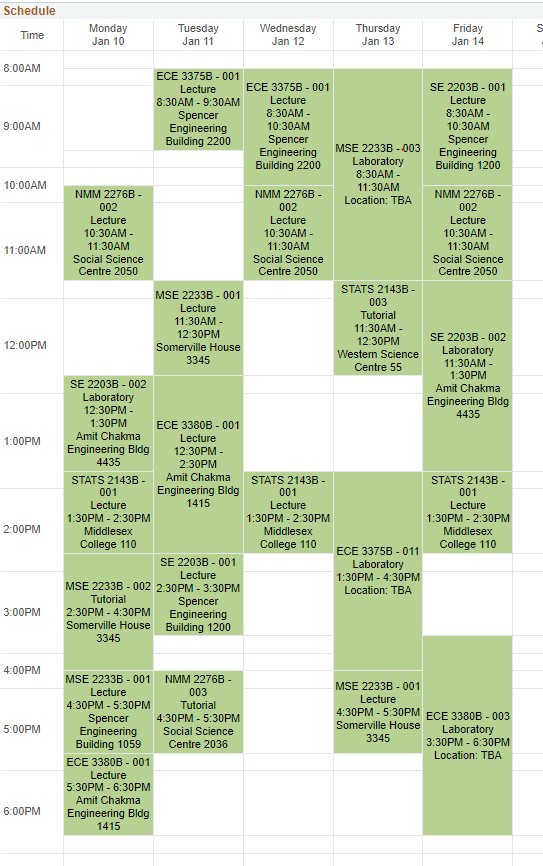 Schedule
Time
Monday
Jan 10
Tuesday
Jan 11
Wednesday
Jan 12
Thursday
Jan 13
Friday
Jan 14
S
8:00AM
9:00AM
10:00AM
11:00AM
12:00PM
1:00PM
2:00PM
3:00PM
4:00PM
5:00PM
6:00PM
NMM 2276B -
002
Lecture
10:30AM -
11:30AM
Social Science
Centre 2050
SE 2203B - 002
Laboratory
12:30PM -
1:30PM
Amit Chakma
Engineering Bldg
4435
STATS 2143B -
001
Lecture
1:30PM - 2:30PM
Middlesex
College 110
MSE 2233B - 002
Tutorial
2:30PM - 4:30PM
Somerville House
3345
MSE 2233B - 001
Lecture
4:30PM - 5:30PM
Spencer
Engineering
Building 1059
ECE 3380B - 001
Lecture
5:30PM - 6:30PM
Amit Chakma
Engineering Bldg
1415
ECE 3375B - 001
Lecture
8:30AM - 9:30AM
Spencer
Engineering
Building 2200
MSE 2233B - 001
Lecture
11:30AM -
12:30PM
Somerville House
3345
ECE 3380B - 001
Lecture
12:30PM -
2:30PM
Amit Chakma
Engineering Bldg
1415
SE 2203B - 001
Lecture
2:30PM - 3:30PM
Spencer
Engineering
Building 1200
NMM 2276B -
003
Tutorial
4:30PM - 5:30PM
Social Science
Centre 2036
ECE 3375B - 001
Lecture
8:30AM -
10:30AM
Spencer
Engineering
Building 2200
NMM 2276B -
002
Lecture
10:30AM -
11:30AM
Social Science
Centre 2050
STATS 2143B -
001
Lecture
1:30PM - 2:30PM
Middlesex
College 110
MSE 2233B - 003
Laboratory
8:30AM -
11:30AM
Location: TBA
STATS 2143B -
003
Tutorial
11:30AM -
12:30PM
Western Science
Centre 55
ECE 3375B - 011
Laboratory
1:30PM - 4:30PM
Location: TBA
MSE 2233B - 001
Lecture
4:30PM - 5:30PM
Somerville House
3345
SE 2203B - 001
Lecture
8:30AM -
10:30AM
Spencer
Engineering
Building 1200
NMM 2276B -
002
Lecture
10:30AM -
11:30AM
Social Science
Centre 2050
SE 2203B - 002
Laboratory
11:30AM -
1:30PM
Amit Chakma
Engineering Bldg
4435
STATS 2143B -
001
Lecture
1:30PM - 2:30PM
Middlesex
College 110
ECE 3380B - 003
Laboratory
3:30PM - 6:30PM
Location: TBA